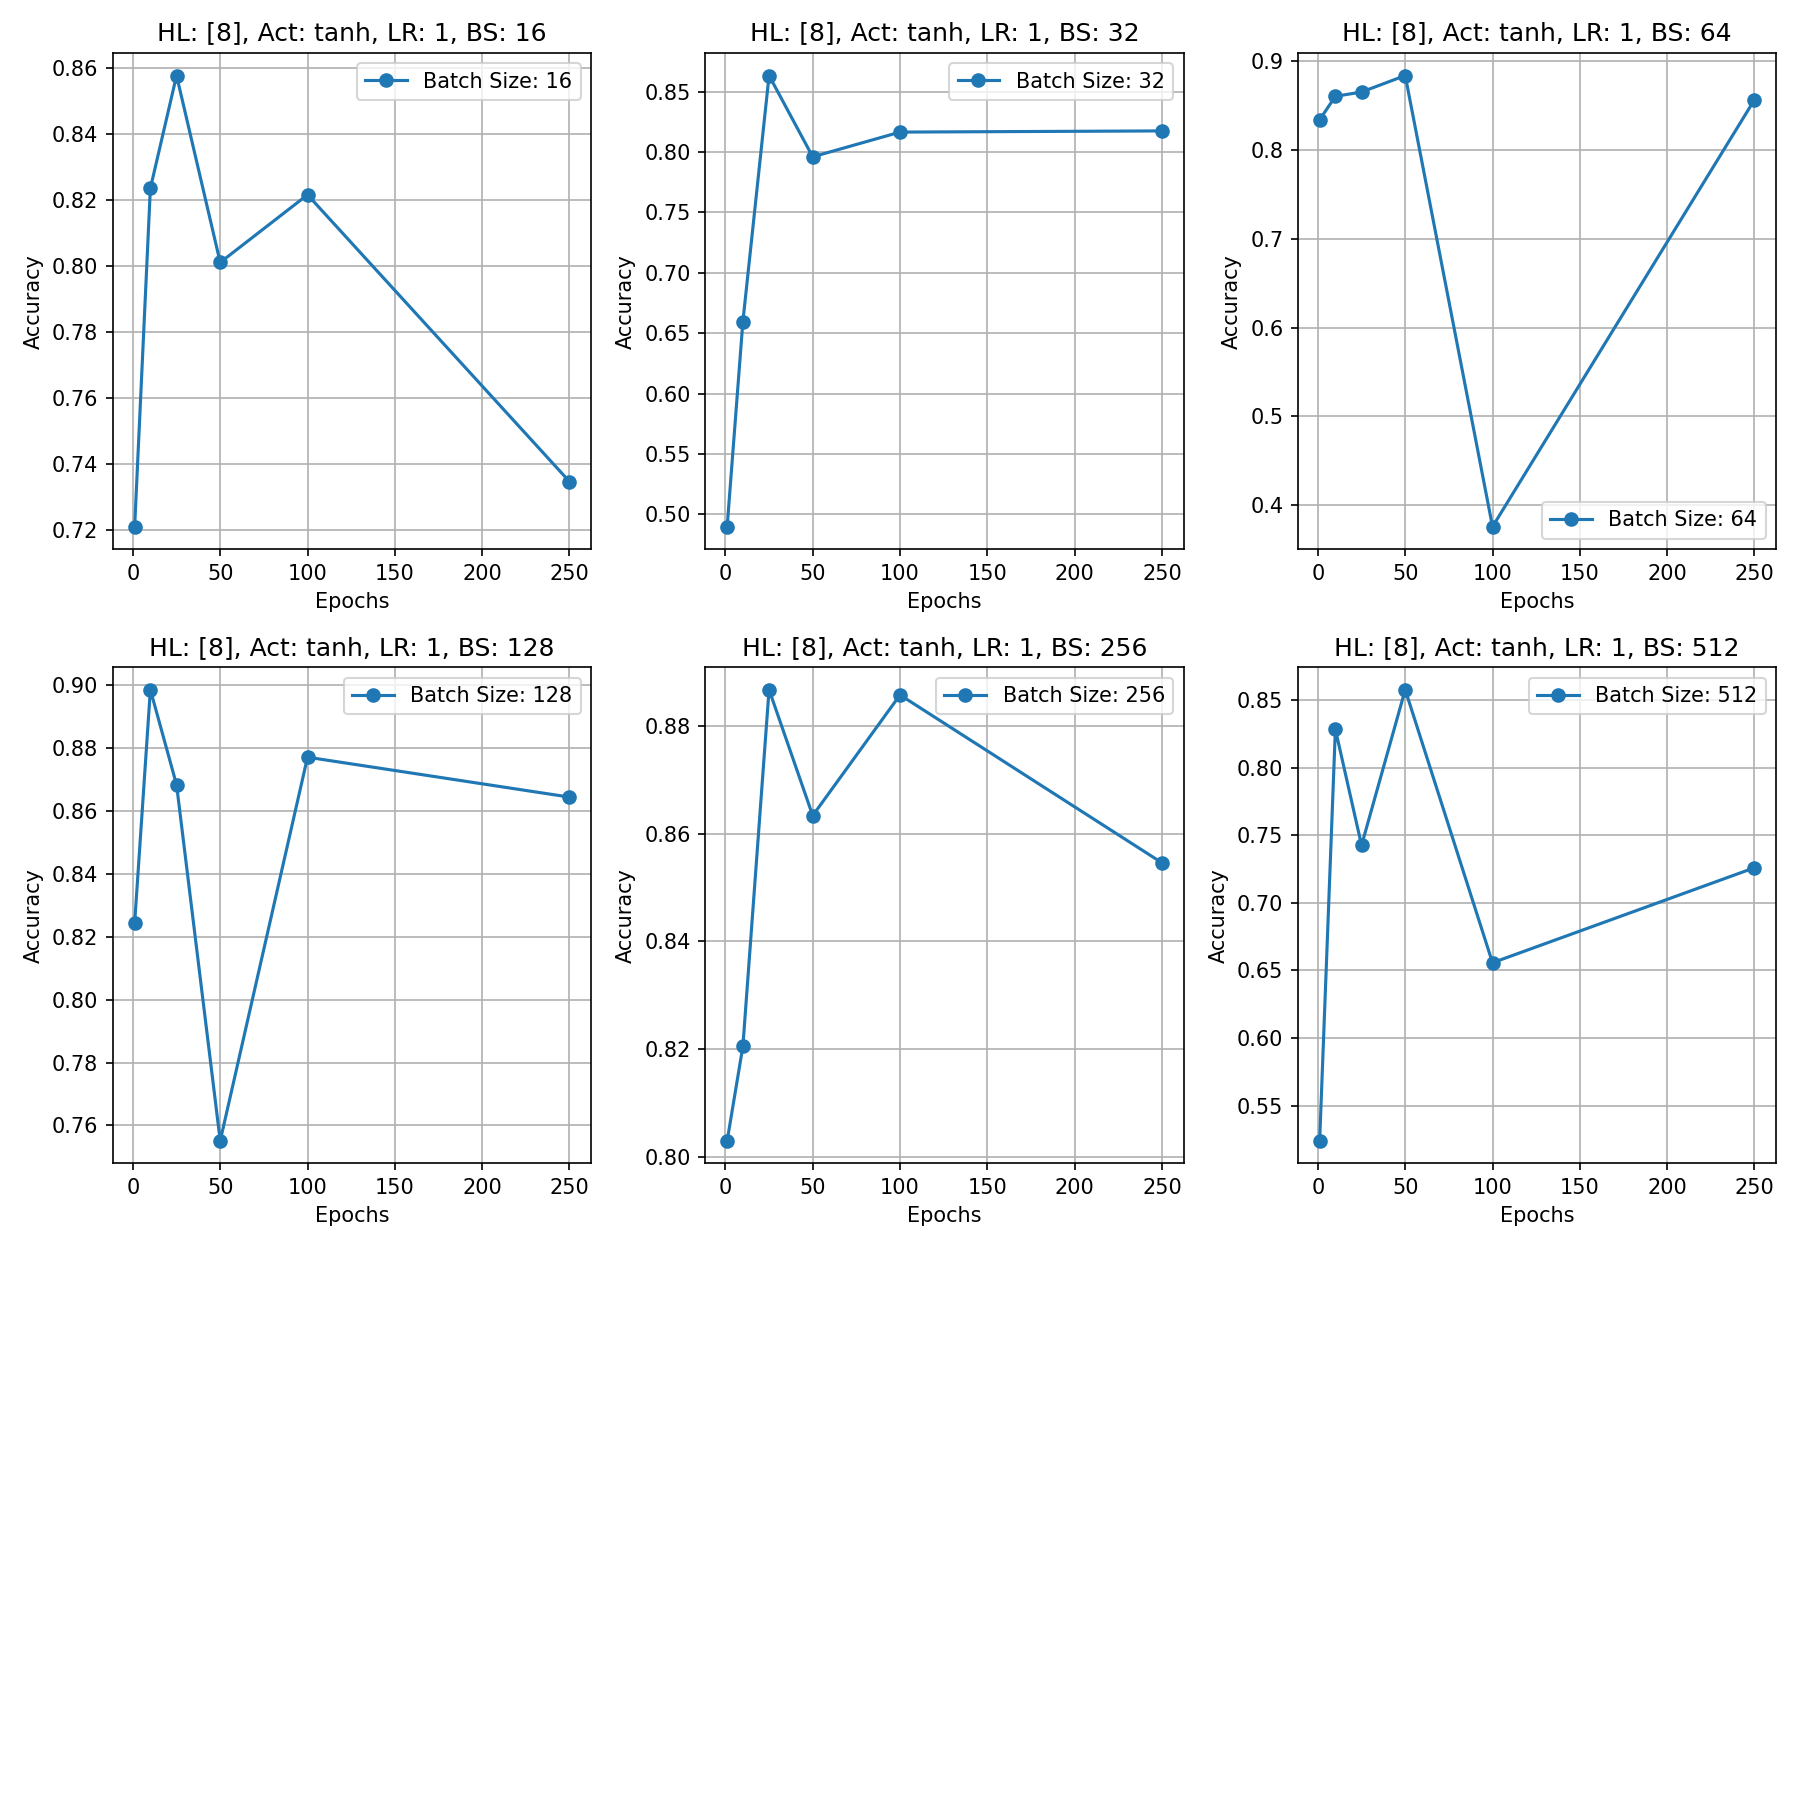 HL: [8], Act: tanh, LR: 1, BS: 16
Batch Size: 16
Accuracy
0.86
0.84
0.82
0.80
0.78
0.76
0.74
0.72
0 50 100 150 200 250
Epochs
HL: [8], Act: tanh, LR: 1, BS: 32
Batch Size: 32
Accuracy
0.85
0.80
0.75
0.70
0.65
0.60
0.55
0.50
0 50 100 150 200 250
Epochs
HL: [8], Act: tanh, LR: 1, BS: 64
Batch Size: 64
Accuracy
0.9
0.8
0.7
0.6
0.5
0.4
0 50 100 150 200 250
Epochs
HL: [8], Act: tanh, LR: 1, BS: 128
Batch Size: 128
Accuracy
0.90
0.88
0.86
0.84
0.82
0.80
0.78
0.76
0 50 100 150 200 250
Epochs
HL: [8], Act: tanh, LR: 1, BS: 256
Batch Size: 256
Accuracy
0.88
0.86
0.84
0.82
0.80
0 50 100 150 200 250
Epochs
HL: [8], Act: tanh, LR: 1, BS: 512
Batch Size: 512
Accuracy
0.85
0.80
0.75
0.70
0.65
0.60
0.55
0 50 100 150 200 250
Epochs